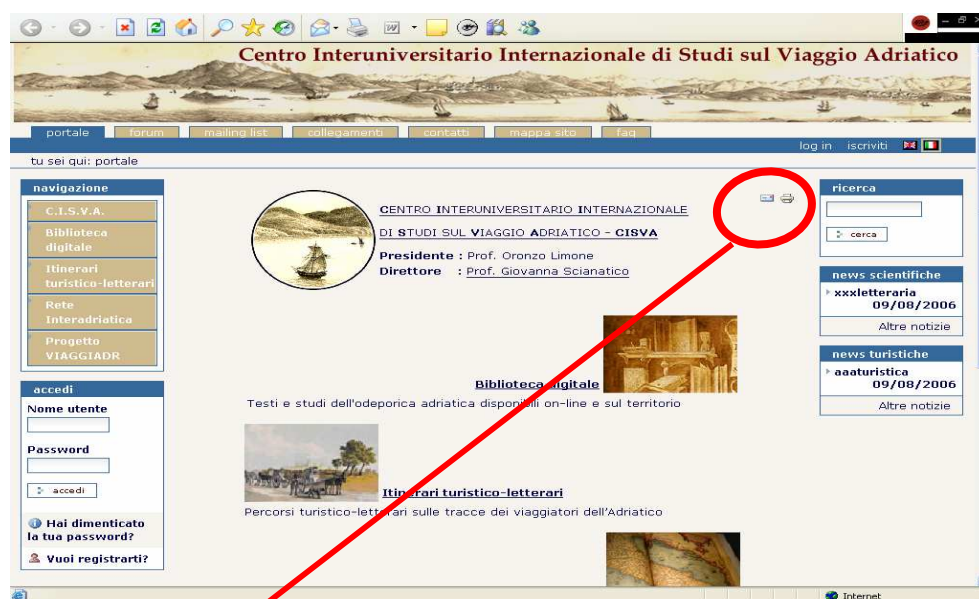 Centro Interuniversitario Internazionale di Studi sul Viaggio Adriatico
portale forum mailing list collegamenti contatti mappa sito faq
log in iscriviti
tu sei qui: portale
navigazione
C.I.S.V.A.
Biblioteca
digitale
Itinerari
turistico-letterari
Rete
Interadriatica
Progetto
VIAGGIADR
accedi
Nome utente
Password
accedi
Hai dimenticato
la tua password?
Vuoi registrarti?
CENTRO INTERUNIVERSITARIO INTERNAZIONALE
DI STUDI SUL VIAGGIO ADRIATICO - CISVA
Presidente : Prof. Oronzo Limone
Direttore : Prof. Giovanna Scianatico
Biblioteca digitale
Testi e studi dell'odeporica adriatica disponibili on-line e sul territorio
Itinerari turistico-letterari
Percorsi turistico-letterari sulle tracce dei viaggiatori dell'Adriatico
ricerca
cerca
news scientifiche
xxxletteraria
09/08/2006
Altre notizie
news turistiche
aaaturistica
09/08/2006
Altre notizie
Internet